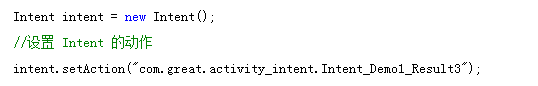 Intent intent = new Intent();
//设置 Intent 的动作
intent.setAction("com.great.activity_intent.Intent_Demo1_Result3");